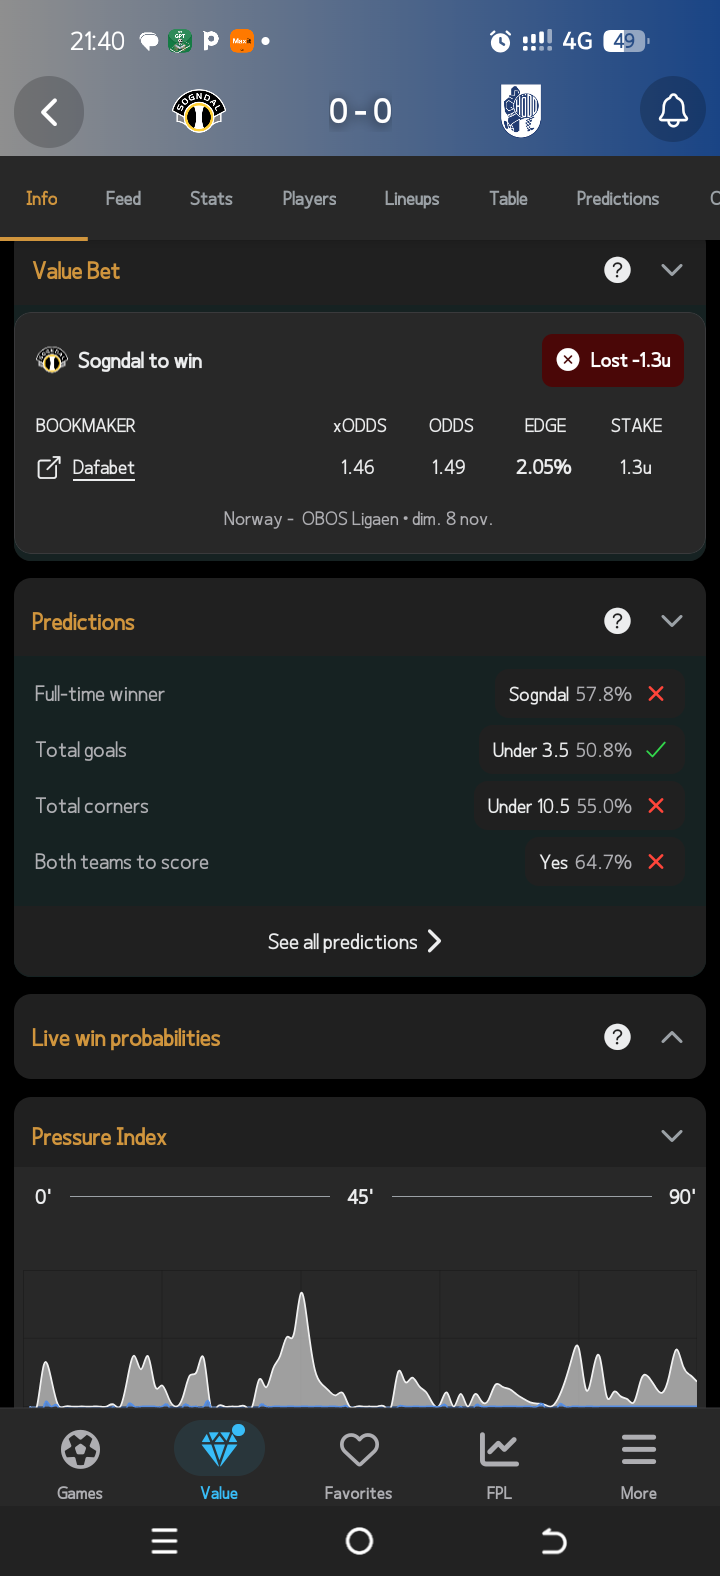 21:40
4G
49
SOGNDAL
0 - 0
Info Feed Stats Players Lineups Table Predictions
Value Bet
Sogndal to win
Lost -1.3u
BOOKMAKER xODDS ODDS EDGE STAKE
Dafabet 1.46 1.49 2.05% 1.3u
Norway - OBOS Ligaen • dim. 8 nov.
Predictions
Full-time winner Sogndal 57.8%
Total goals Under 3.5 50.8%
Total corners Under 10.5 55.0%
Both teams to score Yes 64.7%
See all predictions
Live win probabilities
Pressure Index
0' 45' 90'
Games Value Favorites FPL More